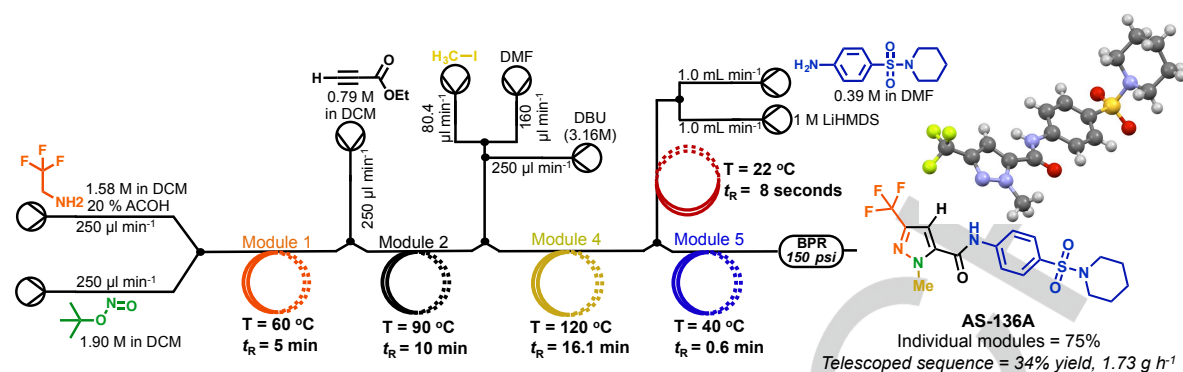 F
F
F
NH2
1.58 M in DCM
20 % ACOH
250 µl min⁻¹
250 µl min⁻¹
N
O
O
1.90 M in DCM
Module 1
T = 60 °C
tR = 5 min
H
O
OEt
0.79 M
in DCM
250 µl min⁻¹
Module 2
T = 90 °C
tR = 10 min
H₃C–I
DMF
80.4
µl min⁻¹
160
µl min⁻¹
DBU
(3.16M)
250 µl min⁻¹
Module 4
T = 120 °C
tR = 16.1 min
1.0 mL min⁻¹
1.0 mL min⁻¹
H₂N
O
S
O
N
0.39 M in DMF
1 M LiHMDS
T = 22 °C
tR = 8 seconds
Module 5
T = 40 °C
tR = 0.6 min
BPR
150 psi
F
F
F
H
N
N
Me
O
H
N
O
S
O
N
AS-136A
Individual modules = 75%
Telescoped sequence = 34% yield, 1.73 g h⁻¹